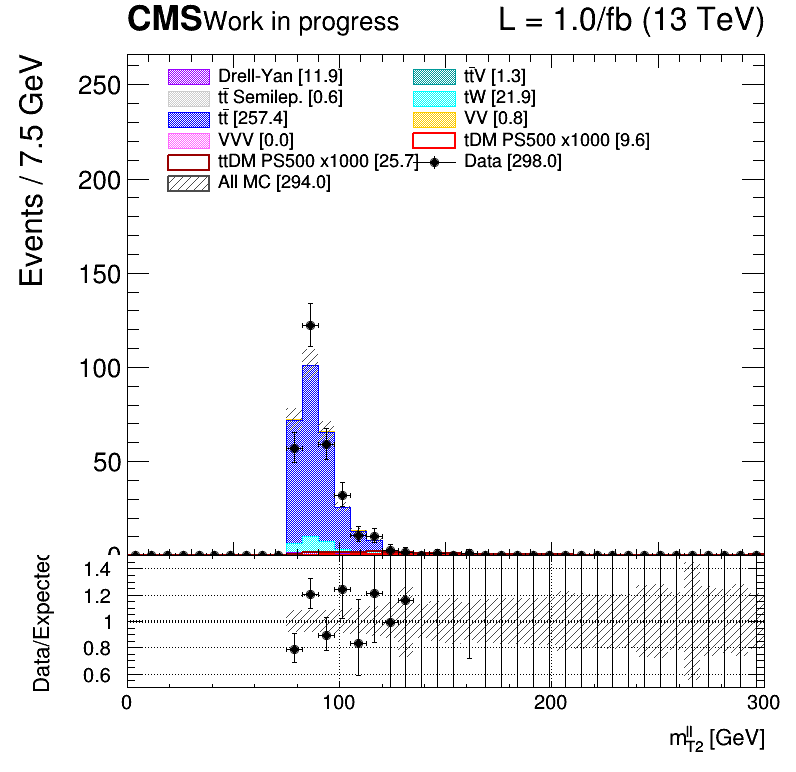 CMS Work in progress L = 1.0/fb (13 TeV)
Events / 7.5 GeV
250
200
150
100
50
0
Drell-Yan [11.9]
tt̄V [1.3]
tt̄ Semilep. [0.6]
tW [21.9]
tt̄ [257.4]
VV [0.8]
VVV [0.0]
tDM PS500 x1000 [9.6]
ttDM PS500 x1000 [25.7]
Data [298.0]
All MC [294.0]
Data/Expected
1.4
1.2
1
0.8
0.6
0 100 200 300
m_T2^ll [GeV]